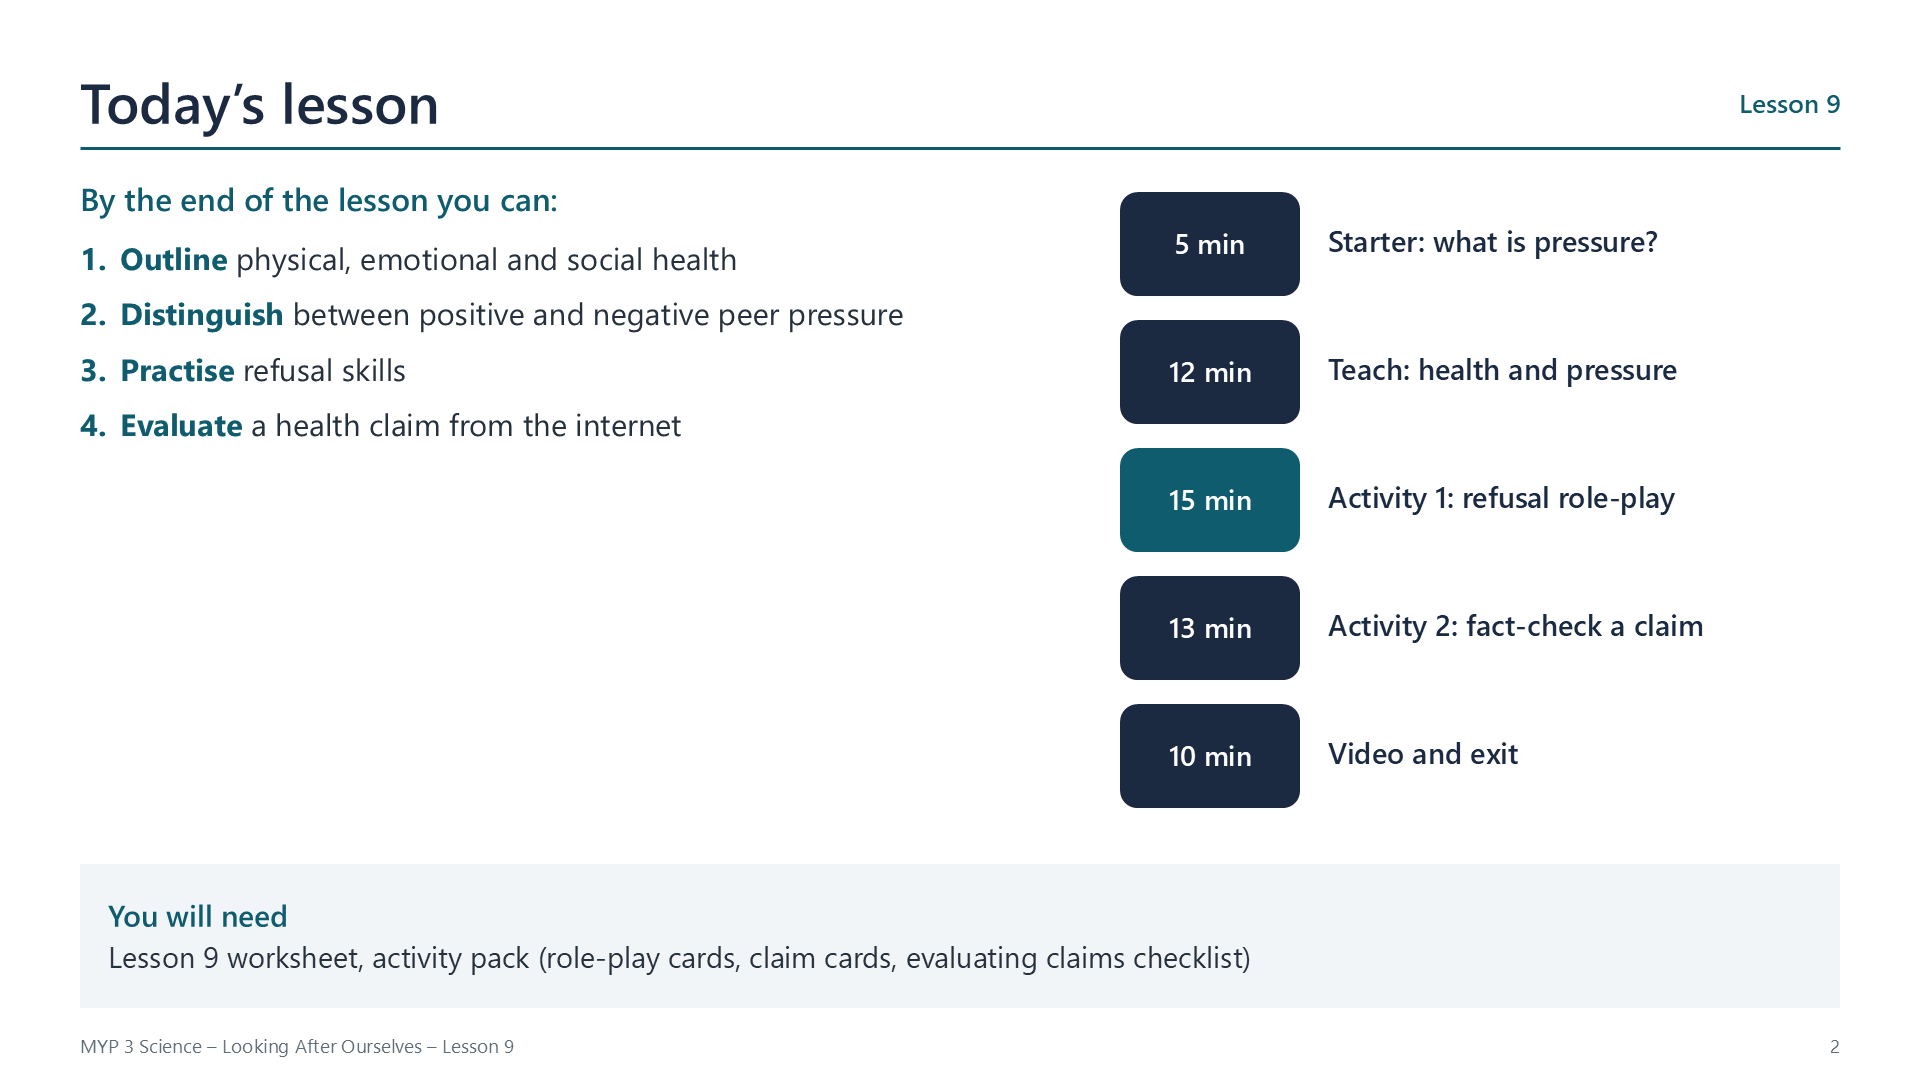 Today’s lesson
Lesson 9
By the end of the lesson you can:
1. Outline physical, emotional and social health
2. Distinguish between positive and negative peer pressure
3. Practise refusal skills
4. Evaluate a health claim from the internet
5 min
Starter: what is pressure?
12 min
Teach: health and pressure
15 min
Activity 1: refusal role-play
13 min
Activity 2: fact-check a claim
10 min
Video and exit
You will need
Lesson 9 worksheet, activity pack (role-play cards, claim cards, evaluating claims checklist)
MYP 3 Science – Looking After Ourselves – Lesson 9
2